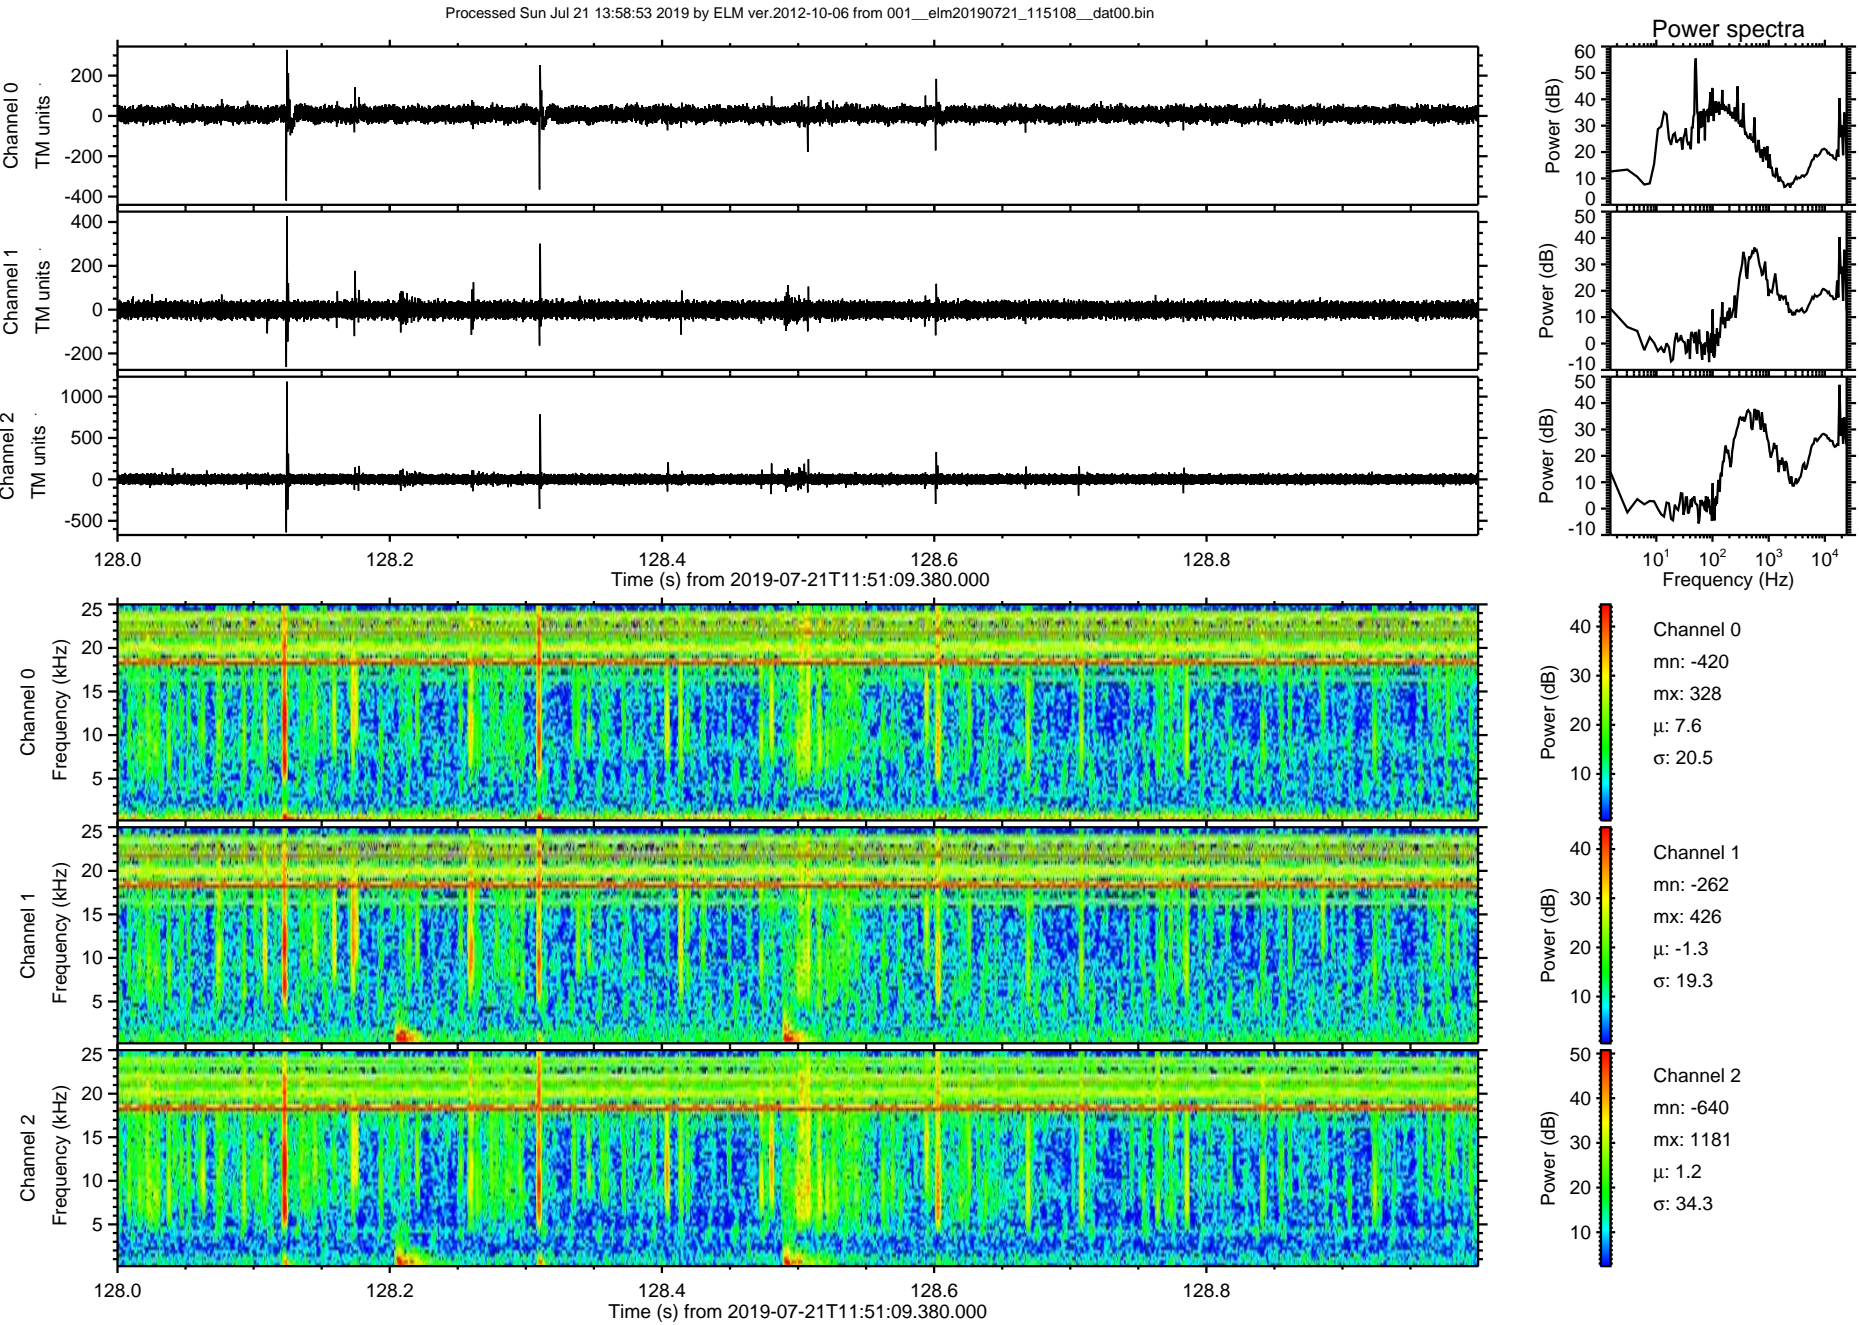 Processed Sun Jul 21 13:58:53 2019 by ELM ver.2012-10-06 from 001__elm20190721_115108__dat00.bin
Power spectra
Channel 0
TM units
200
0
-200
-400
Power (dB)
60
50
40
30
20
10
0
Channel 1
TM units
400
200
0
-200
Power (dB)
50
40
30
20
10
0
-10
Channel 2
TM units
1000
500
0
-500
Power (dB)
50
40
30
20
10
0
-10
128.0 128.2 128.4 128.6 128.8
Time (s) from 2019-07-21T11:51:09.380.000
10¹ 10² 10³ 10⁴
Frequency (Hz)
Channel 0
Frequency (kHz)
25
20
15
10
5
Power (dB)
40
30
20
10
Channel 0
mn: -420
mx: 328
μ: 7.6
σ: 20.5
Channel 1
Frequency (kHz)
25
20
15
10
5
Power (dB)
40
30
20
10
Channel 1
mn: -262
mx: 426
μ: -1.3
σ: 19.3
Channel 2
Frequency (kHz)
25
20
15
10
5
Power (dB)
50
40
30
20
10
Channel 2
mn: -640
mx: 1181
μ: 1.2
σ: 34.3
128.0 128.2 128.4 128.6 128.8
Time (s) from 2019-07-21T11:51:09.380.000